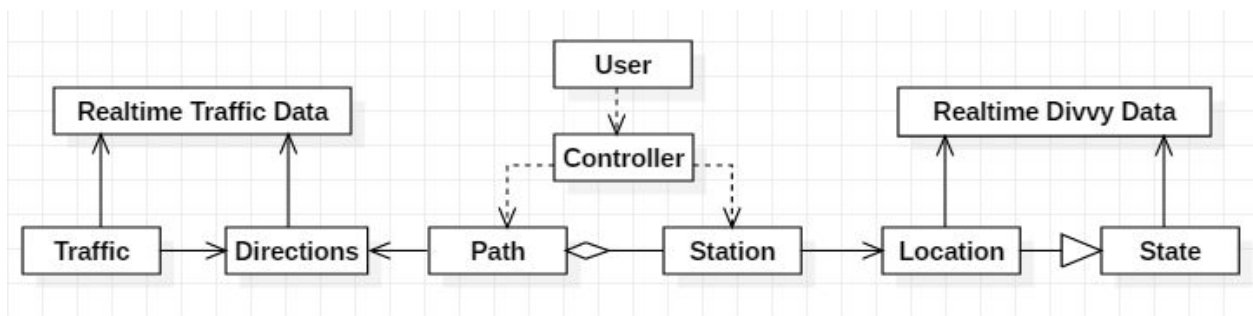 User
Realtime Traffic Data
Realtime Divvy Data
Controller
Traffic
Directions
Path
Station
Location
State